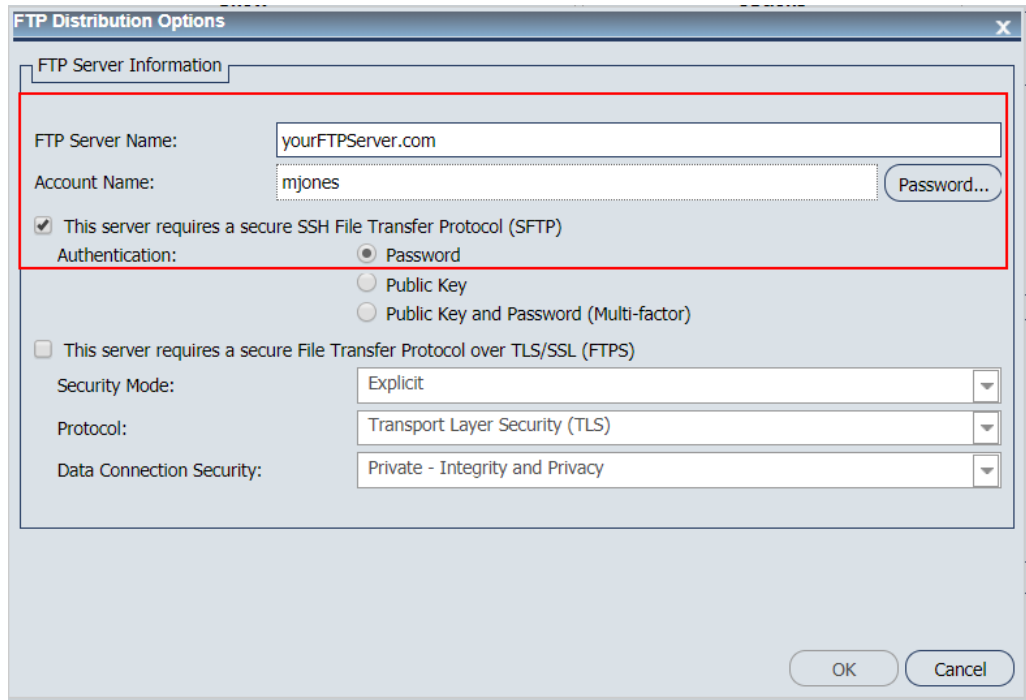 FTP Distribution Options
x
FTP Server Information
FTP Server Name: yourFTPServer.com
Account Name: mjones Password...
This server requires a secure SSH File Transfer Protocol (SFTP)
Authentication: Password
Public Key
Public Key and Password (Multi-factor)
This server requires a secure File Transfer Protocol over TLS/SSL (FTPS)
Security Mode: Explicit
Protocol: Transport Layer Security (TLS)
Data Connection Security: Private - Integrity and Privacy
OK Cancel